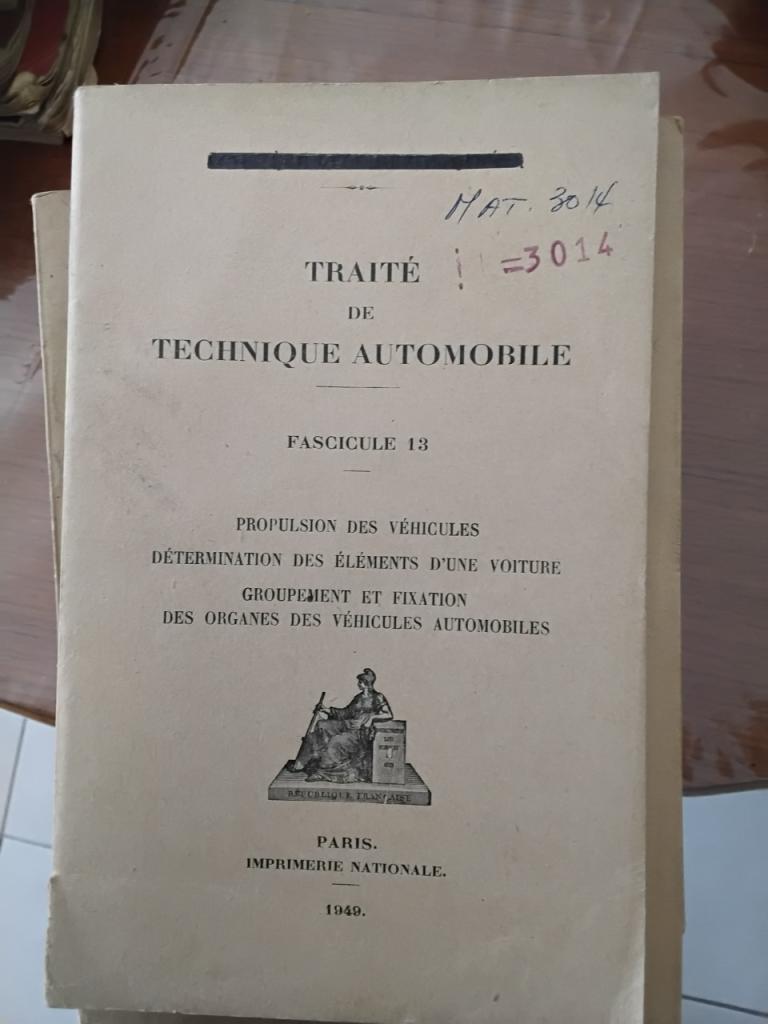 MAT. 3014
=3014
TRAITÉ
DE
TECHNIQUE AUTOMOBILE
FASCICULE 13
PROPULSION DES VÉHICULES
DÉTERMINATION DES ÉLÉMENTS D'UNE VOITURE
GROUPEMENT ET FIXATION
DES ORGANES DES VÉHICULES AUTOMOBILES
RÉPUBLIQUE FRANÇAISE
PARIS.
IMPRIMERIE NATIONALE.
1949.